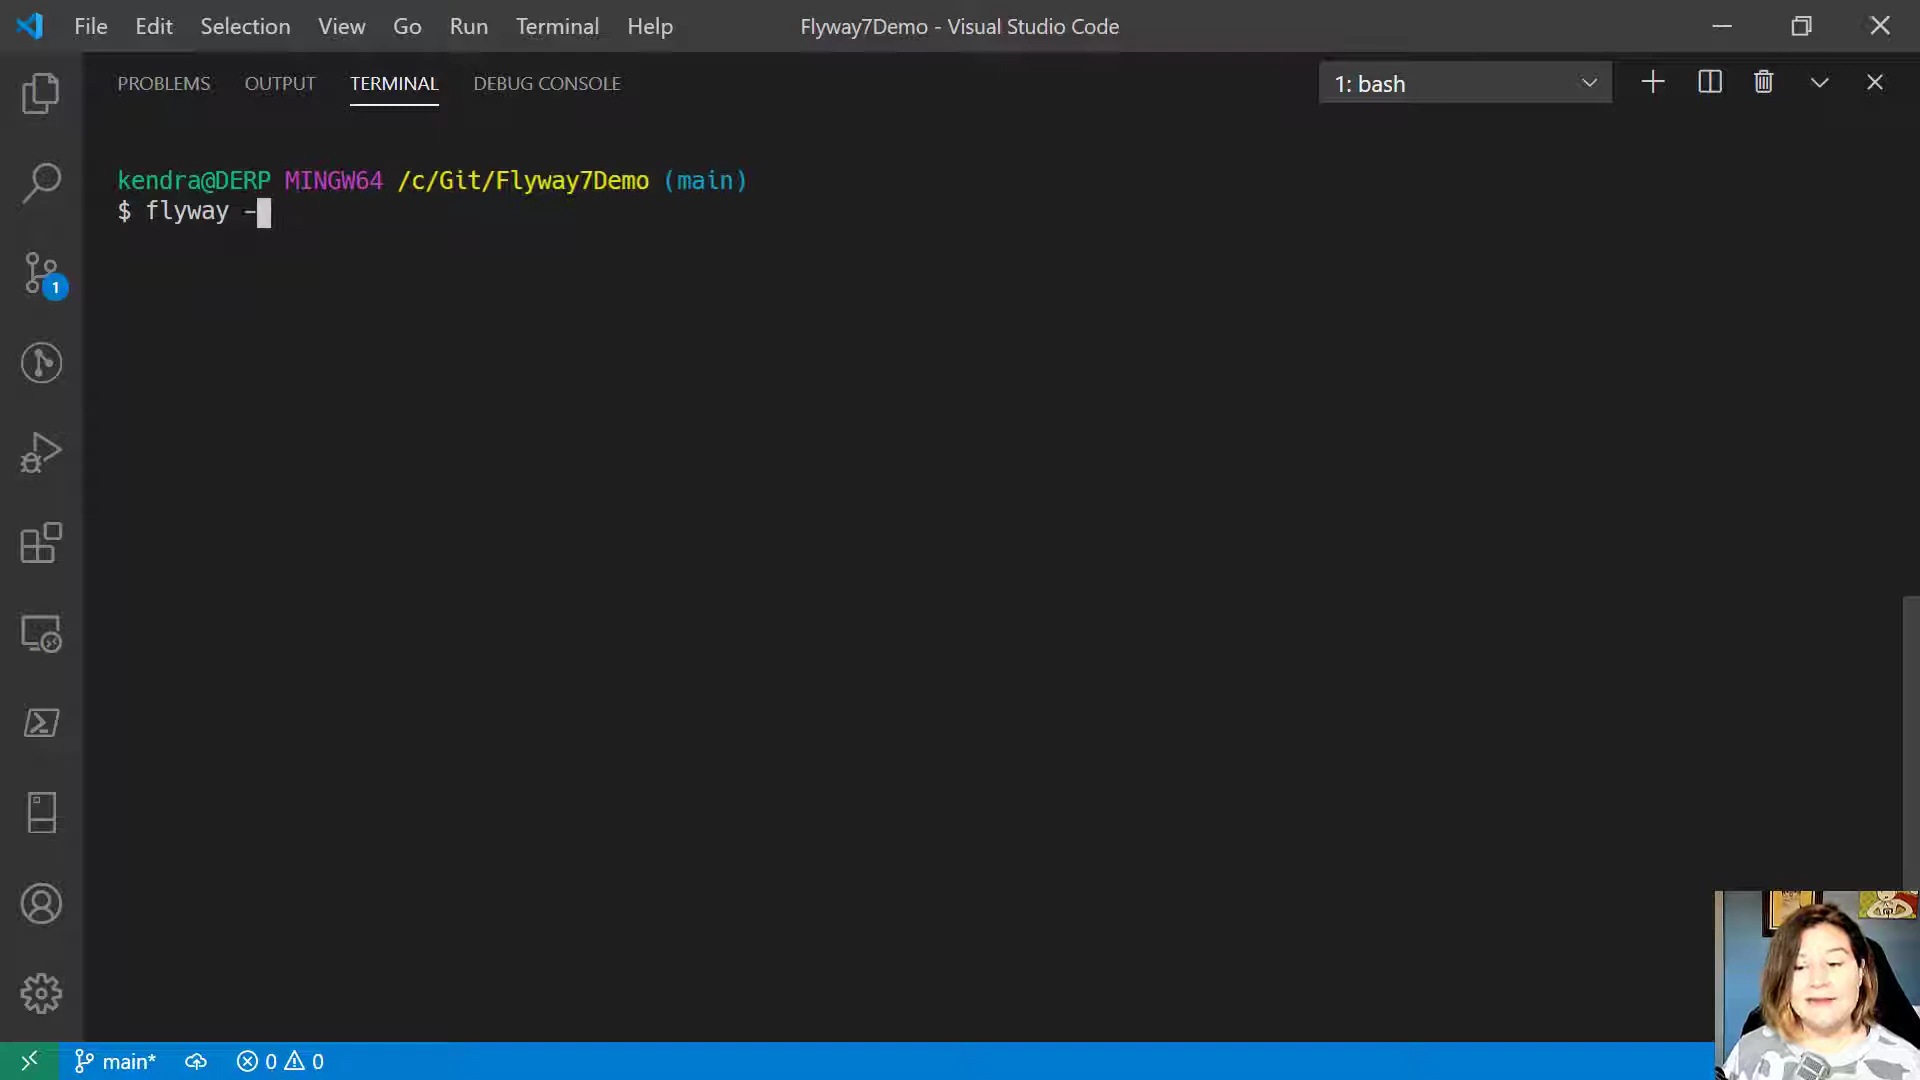 File Edit Selection View Go Run Terminal Help
Flyway7Demo - Visual Studio Code
PROBLEMS OUTPUT TERMINAL DEBUG CONSOLE
1: bash
kendra@DERP MINGW64 /c/Git/Flyway7Demo (main)
$ flyway -
1
main* 0 0